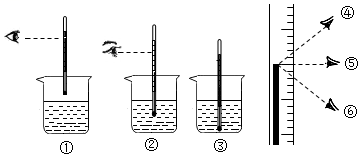 ④
⑤
⑥
① ② ③